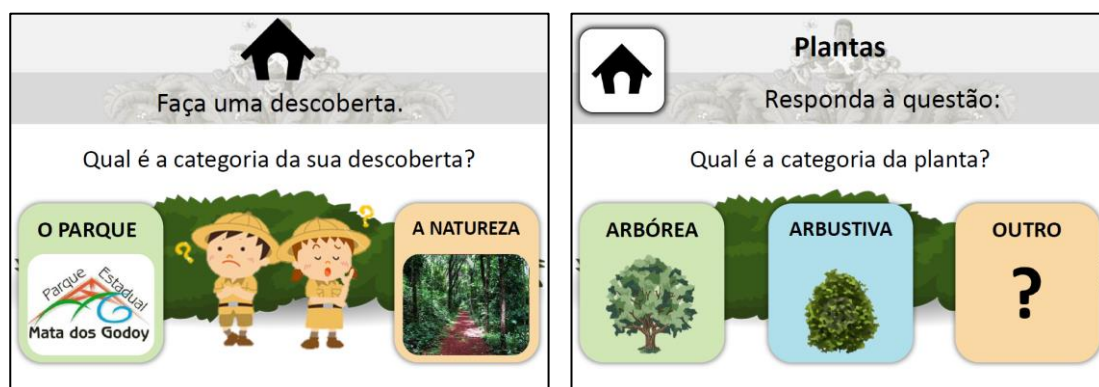 Faça uma descoberta.
Qual é a categoria da sua descoberta?
O PARQUE
Parque Estadual
Mata dos Godoy
?
?
A NATUREZA
Plantas
Responda à questão:
Qual é a categoria da planta?
ARBÓREA
ARBUSTIVA
OUTRO
?